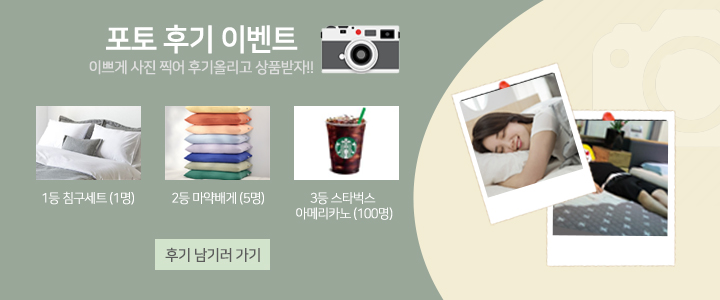 포토 후기 이벤트
이쁘게 사진 찍어 후기올리고 상품받자!!
1등 침구세트 (1명)
2등 마약베게 (5명)
3등 스타벅스
아메리카노 (100명)
후기 남기러 가기